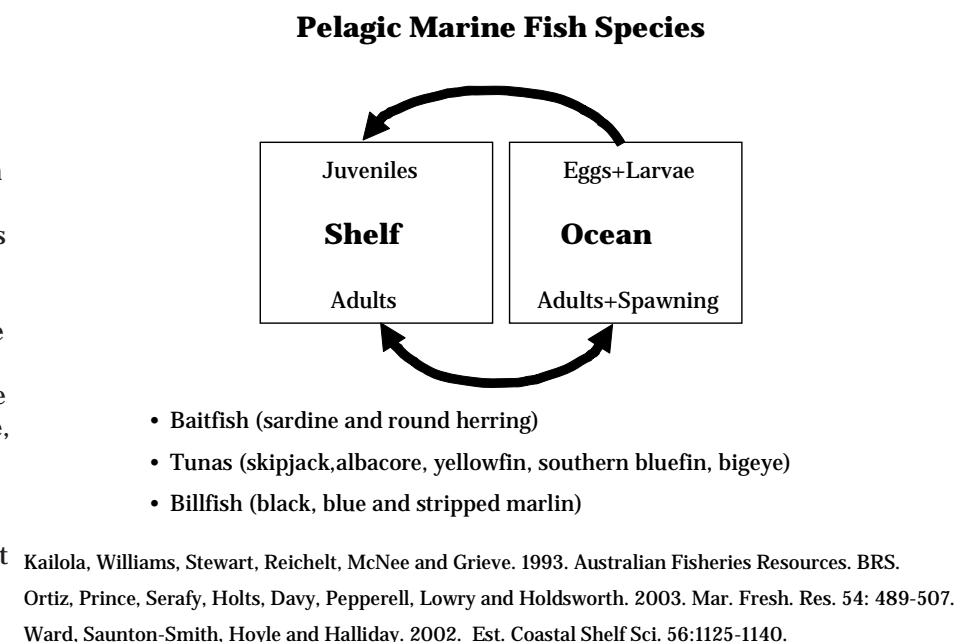 Pelagic Marine Fish Species
Juveniles
Eggs+Larvae
Shelf
Ocean
Adults
Adults+Spawning
• Baitfish (sardine and round herring)
• Tunas (skipjack,albacore, yellowfin, southern bluefin, bigeye)
• Billfish (black, blue and stripped marlin)
Kailola, Williams, Stewart, Reichelt, McNee and Grieve. 1993. Australian Fisheries Resources. BRS.
Ortiz, Prince, Serafy, Holts, Davy, Pepperell, Lowry and Holdsworth. 2003. Mar. Fresh. Res. 54: 489-507.
Ward, Saunton-Smith, Hoyle and Halliday. 2002. Est. Coastal Shelf Sci. 56:1125-1140.